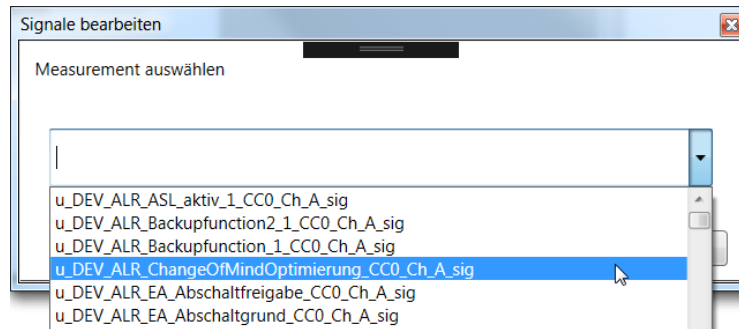 Signale bearbeiten
Measurement auswählen
u_DEV_ALR_ASL_aktiv_1_CC0_Ch_A_sig
u_DEV_ALR_Backupfunction2_1_CC0_Ch_A_sig
u_DEV_ALR_Backupfunction_1_CC0_Ch_A_sig
u_DEV_ALR_ChangeOfMindOptimierung_CC0_Ch_A_sig
u_DEV_ALR_EA_Abschaltfreigabe_CC0_Ch_A_sig
u_DEV_ALR_EA_Abschaltgrund_CC0_Ch_A_sig